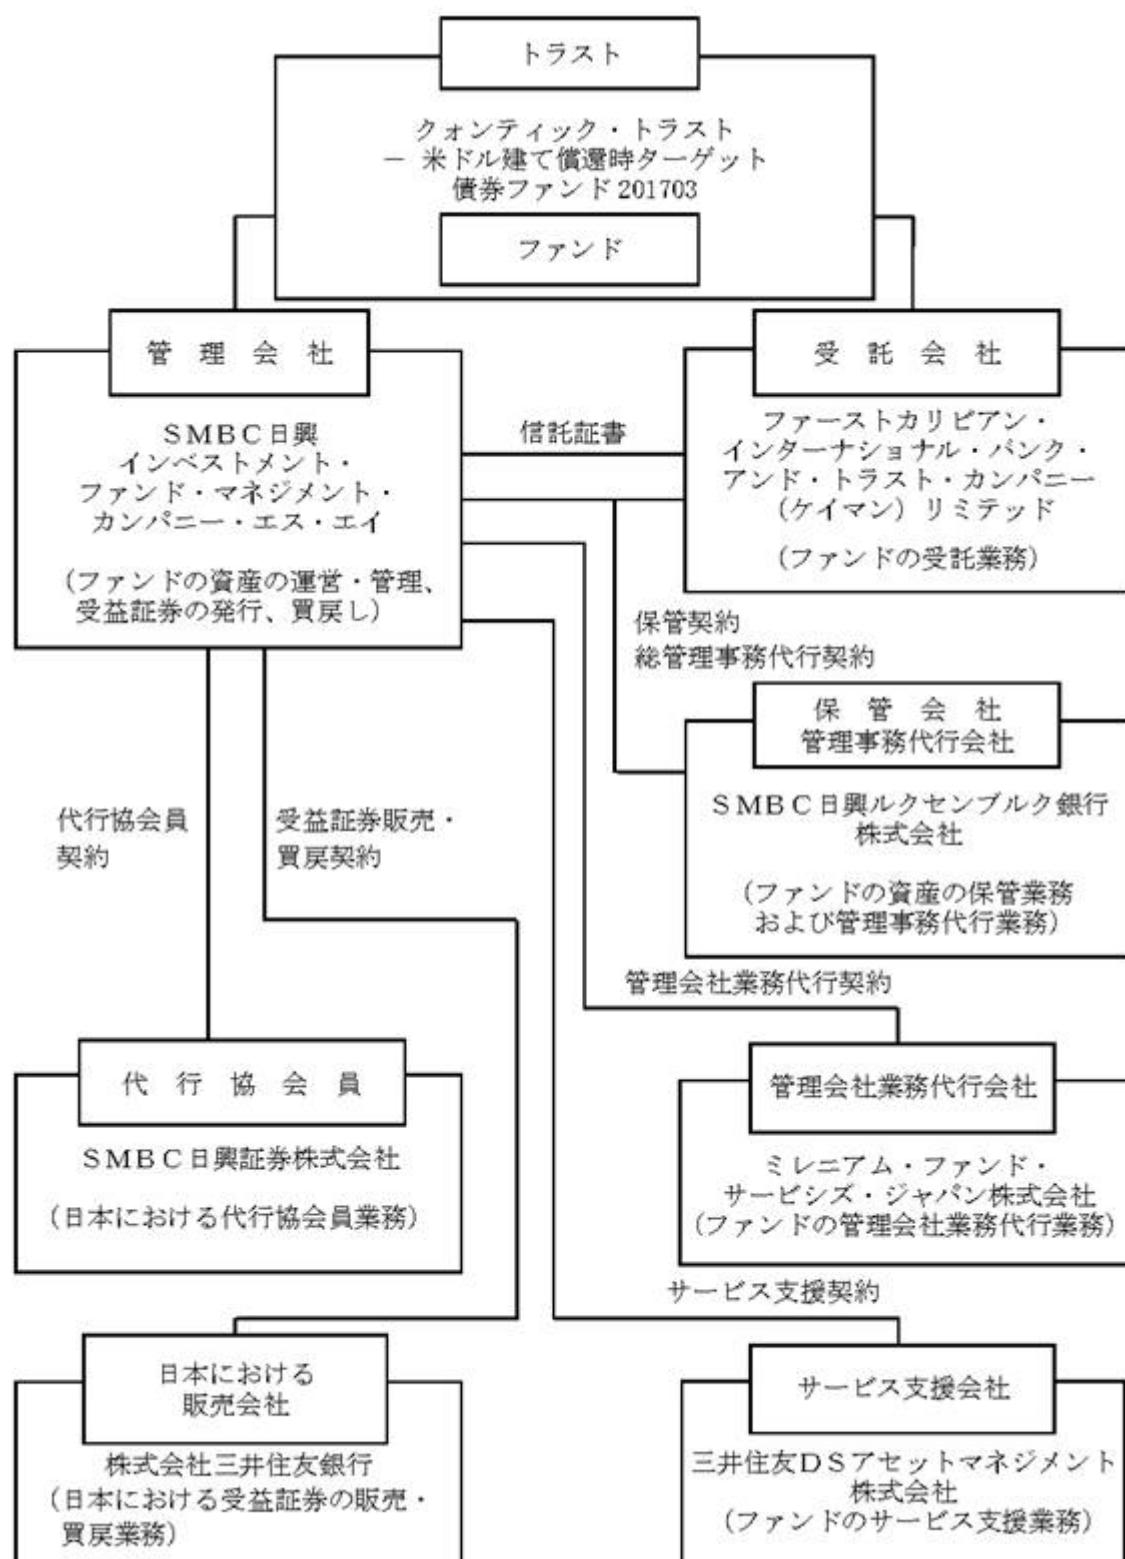 トラスト
クォンティック・トラスト
－ 米ドル建て償還時ターゲット
債券ファンド 201703
ファンド
管 理 会 社
ＳＭＢＣ日興
インベストメント・
ファンド・マネジメント・
カンパニー・エス・エイ
（ファンドの資産の運営・管理、
受益証券の発行、買戻し）
信託証書
受 託 会 社
ファーストカリビアン・
インターナショナル・バンク・
アンド・トラスト・カンパニー
（ケイマン）リミテッド
（ファンドの受託業務）
保管契約
総管理事務代行契約
保 管 会 社
管理事務代行会社
ＳＭＢＣ日興ルクセンブルク銀行
株式会社
（ファンドの資産の保管業務
および管理事務代行業務）
代行協会員
契約
受益証券販売・
買戻契約
管理会社業務代行契約
代 行 協 会 員
ＳＭＢＣ日興証券株式会社
（日本における代行協会員業務）
管理会社業務代行会社
ミレニアム・ファンド・
サービシズ・ジャパン株式会社
（ファンドの管理会社業務代行業務）
サービス支援契約
日本における
販売会社
株式会社三井住友銀行
（日本における受益証券の販売・
買戻業務）
サービス支援会社
三井住友ＤＳアセットマネジメント
株式会社
（ファンドのサービス支援業務）